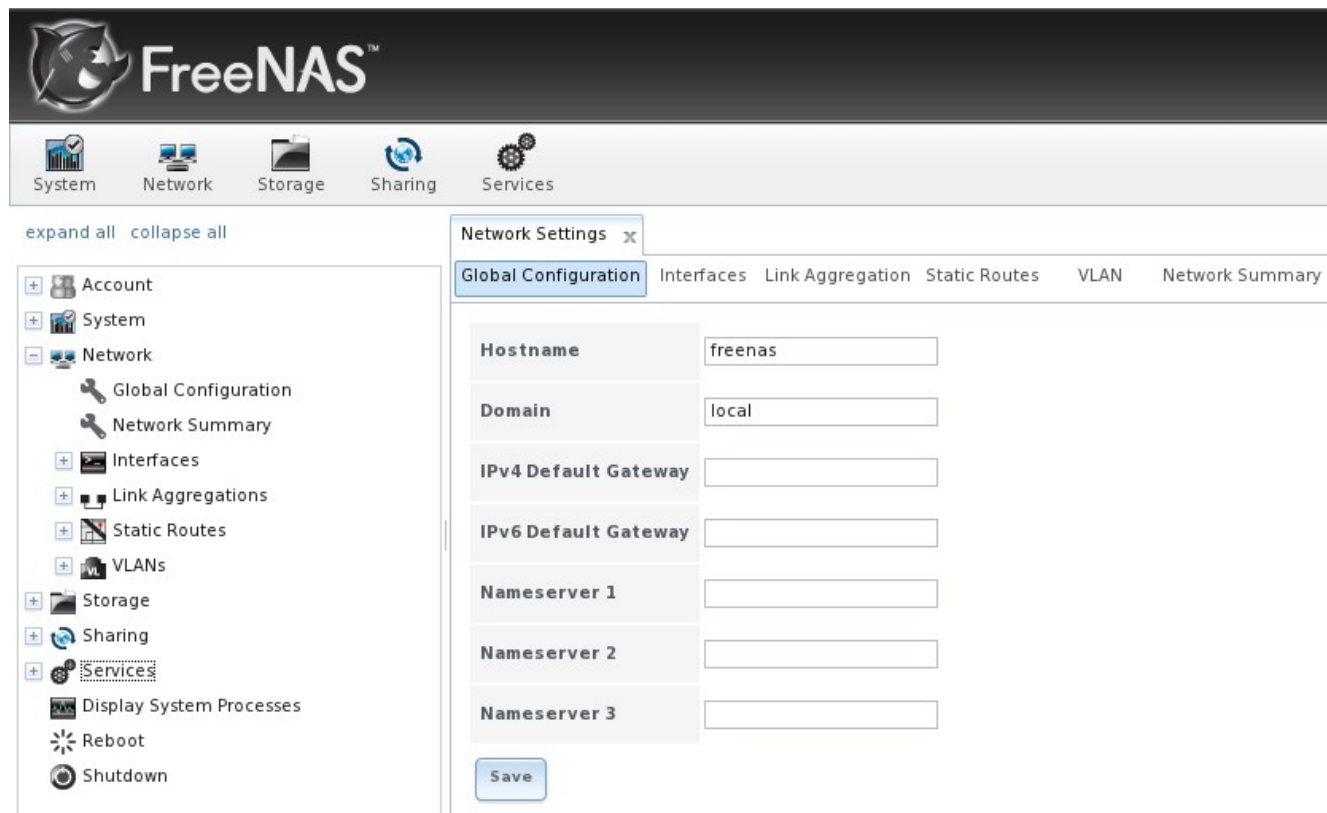 FreeNAS™
System Network Storage Sharing Services
expand all collapse all
Account
System
Network
Global Configuration
Network Summary
Interfaces
Link Aggregations
Static Routes
VLANs
Storage
Sharing
Services
Display System Processes
Reboot
Shutdown
Network Settings x
Global Configuration Interfaces Link Aggregation Static Routes VLAN Network Summary
Hostname freenas
Domain local
IPv4 Default Gateway
IPv6 Default Gateway
Nameserver 1
Nameserver 2
Nameserver 3
Save